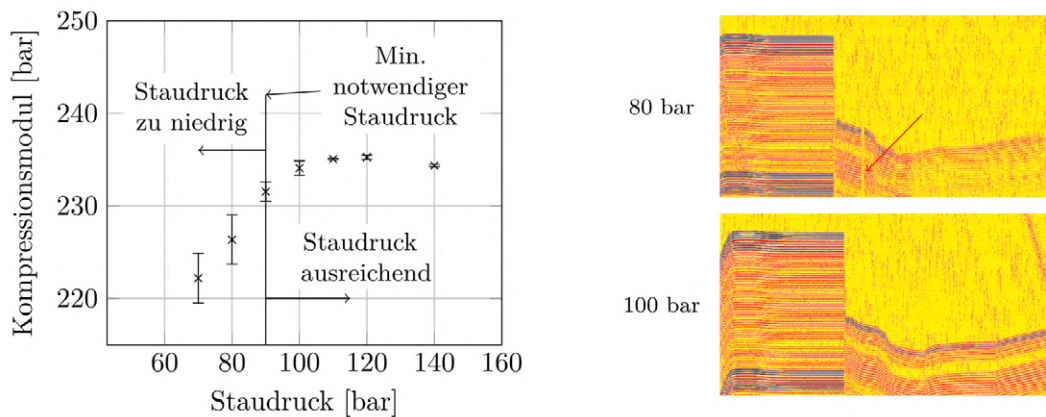 250
240
230
220
Kompressionsmodul [bar]
Staudruck
zu niedrig
Min.
notwendiger
Staudruck
Staudruck
ausreichend
60
80
100
120
140
160
Staudruck [bar]
80 bar
100 bar